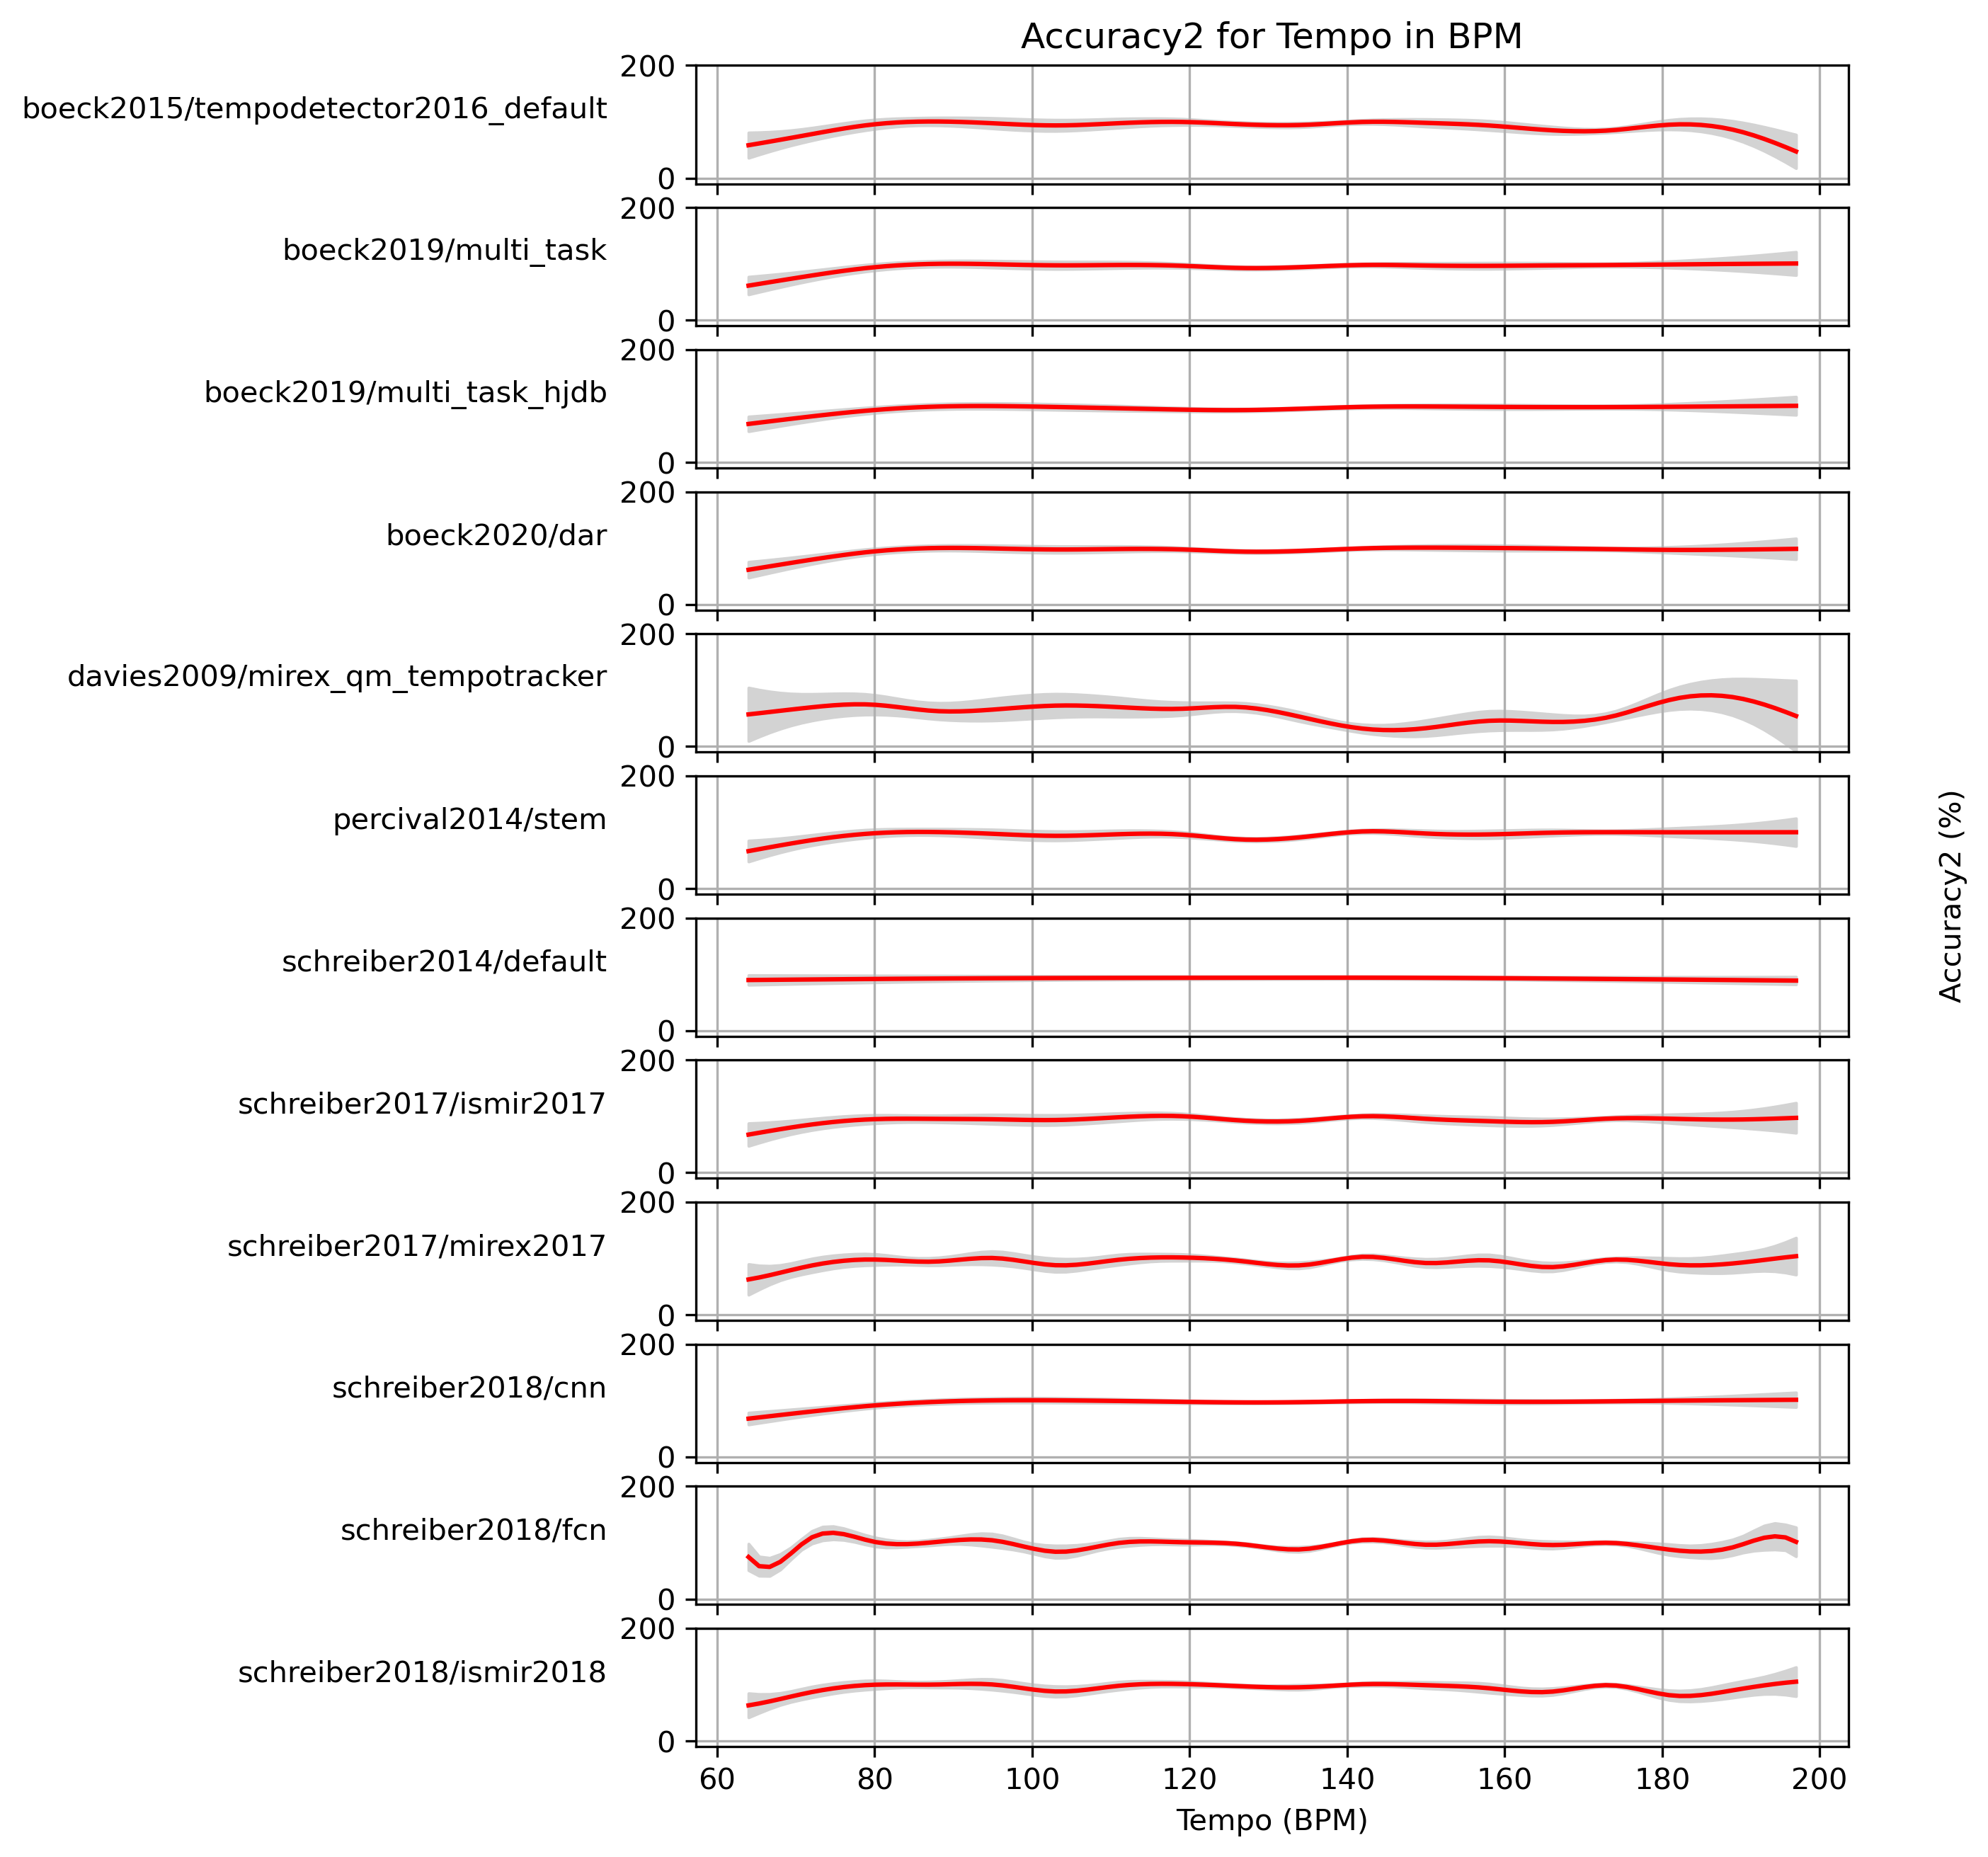 Accuracy2 for Tempo in BPM
200
boeck2015/tempodetector2016_default
0
200
boeck2019/multi_task
0
200
boeck2019/multi_task_hjdb
0
200
boeck2020/dar
0
200
davies2009/mirex_qm_tempotracker
0
200
percival2014/stem
0
Accuracy2 (%)
200
schreiber2014/default
0
200
schreiber2017/ismir2017
0
200
schreiber2017/mirex2017
0
200
schreiber2018/cnn
0
200
schreiber2018/fcn
0
200
schreiber2018/ismir2018
0
60 80 100 120 140 160 180 200
Tempo (BPM)